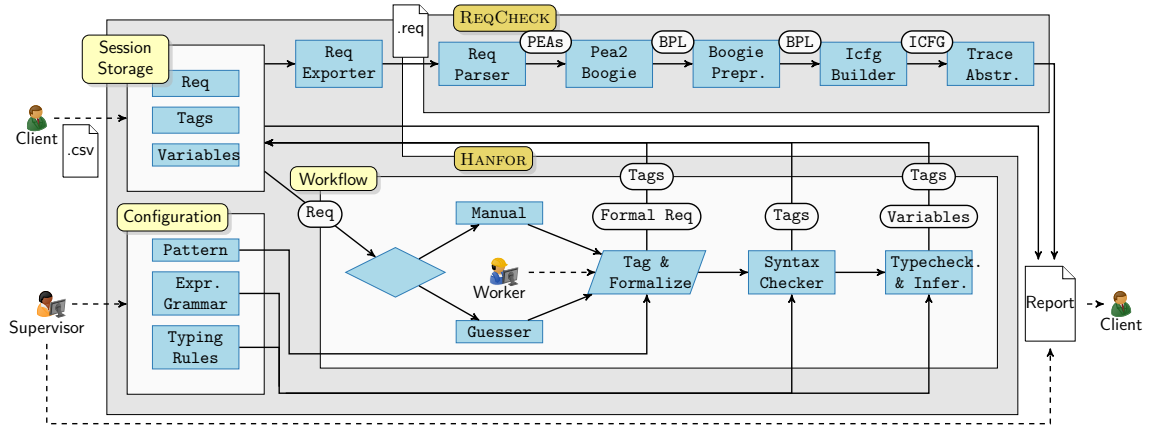 .req
REQCHECK
Session
Storage
Req
Tags
Variables
Req
Exporter
Req
Parser
PEAs
Pea2
Boogie
BPL
Boogie
Prepr.
BPL
Icfg
Builder
ICFG
Trace
Abstr.
Client
.csv
HANFOR
Workflow
Req
Tags
Formal Req
Tags
Tags
Variables
Configuration
Pattern
Expr.
Grammar
Typing
Rules
Supervisor
Manual
Worker
Guesser
Tag &
Formalize
Syntax
Checker
Typecheck.
& Infer.
Report
Client